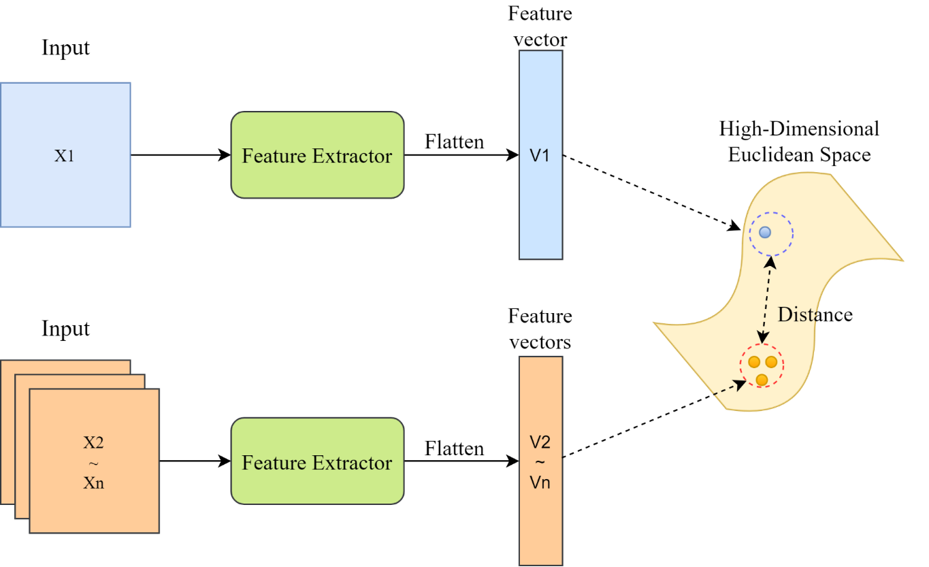 Input
X1
Feature Extractor
Flatten
Feature
vector
V1
High-Dimensional
Euclidean Space
Distance
Input
X2
~
Xn
Feature Extractor
Flatten
Feature
vectors
V2
~
Vn